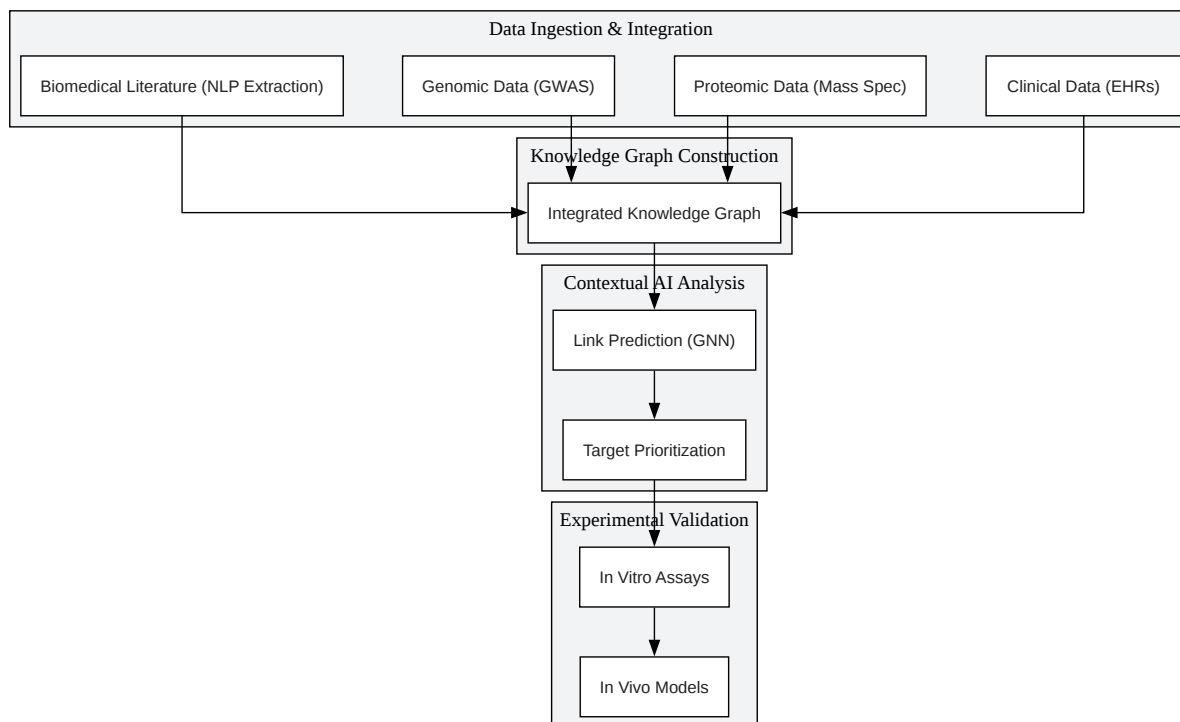 Data Ingestion & Integration
Biomedical Literature (NLP Extraction)
Genomic Data (GWAS)
Proteomic Data (Mass Spec)
Clinical Data (EHRs)
Knowledge Graph Construction
Integrated Knowledge Graph
Contextual AI Analysis
Link Prediction (GNN)
Target Prioritization
Experimental Validation
In Vitro Assays
In Vivo Models